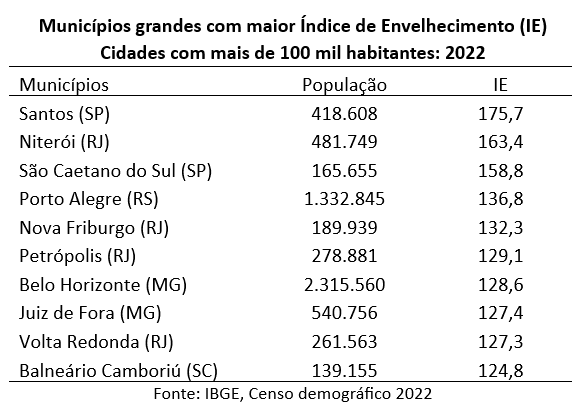 Municípios grandes com maior Índice de Envelhecimento (IE)
Cidades com mais de 100 mil habitantes: 2022
Municípios População IE
Santos (SP) 418.608 175,7
Niterói (RJ) 481.749 163,4
São Caetano do Sul (SP) 165.655 158,8
Porto Alegre (RS) 1.332.845 136,8
Nova Friburgo (RJ) 189.939 132,3
Petrópolis (RJ) 278.881 129,1
Belo Horizonte (MG) 2.315.560 128,6
Juiz de Fora (MG) 540.756 127,4
Volta Redonda (RJ) 261.563 127,3
Balneário Camboriú (SC) 139.155 124,8
Fonte: IBGE, Censo demográfico 2022